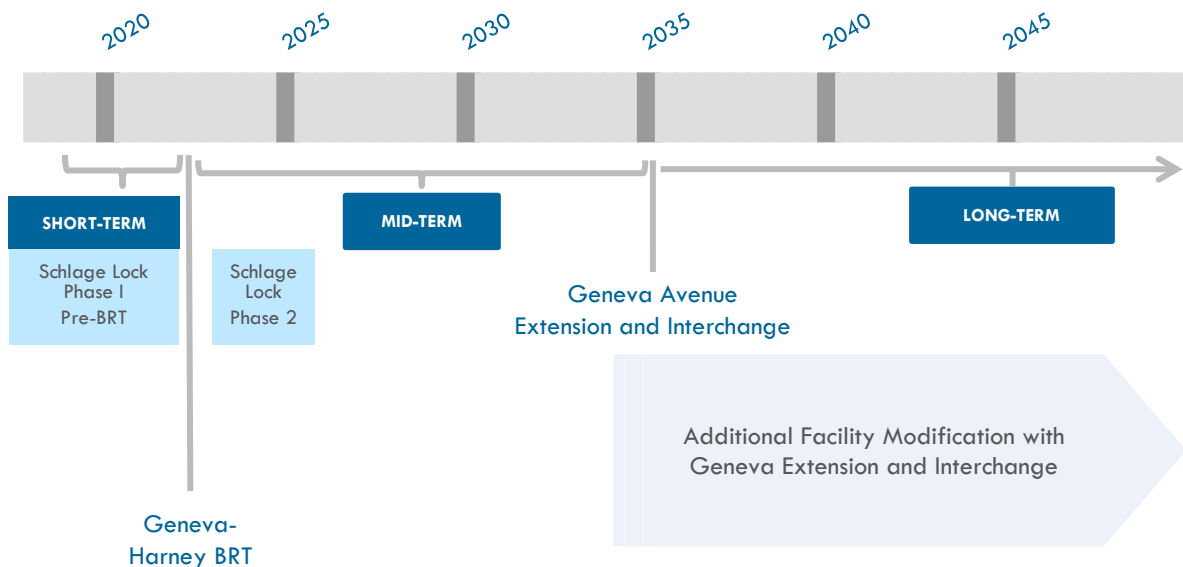 2020
2025
2030
2035
2040
2045
SHORT-TERM
MID-TERM
LONG-TERM
Schlage Lock
Phase I
Pre-BRT
Schlage
Lock
Phase 2
Geneva Avenue
Extension and Interchange
Additional Facility Modification with
Geneva Extension and Interchange
Geneva-
Harney BRT